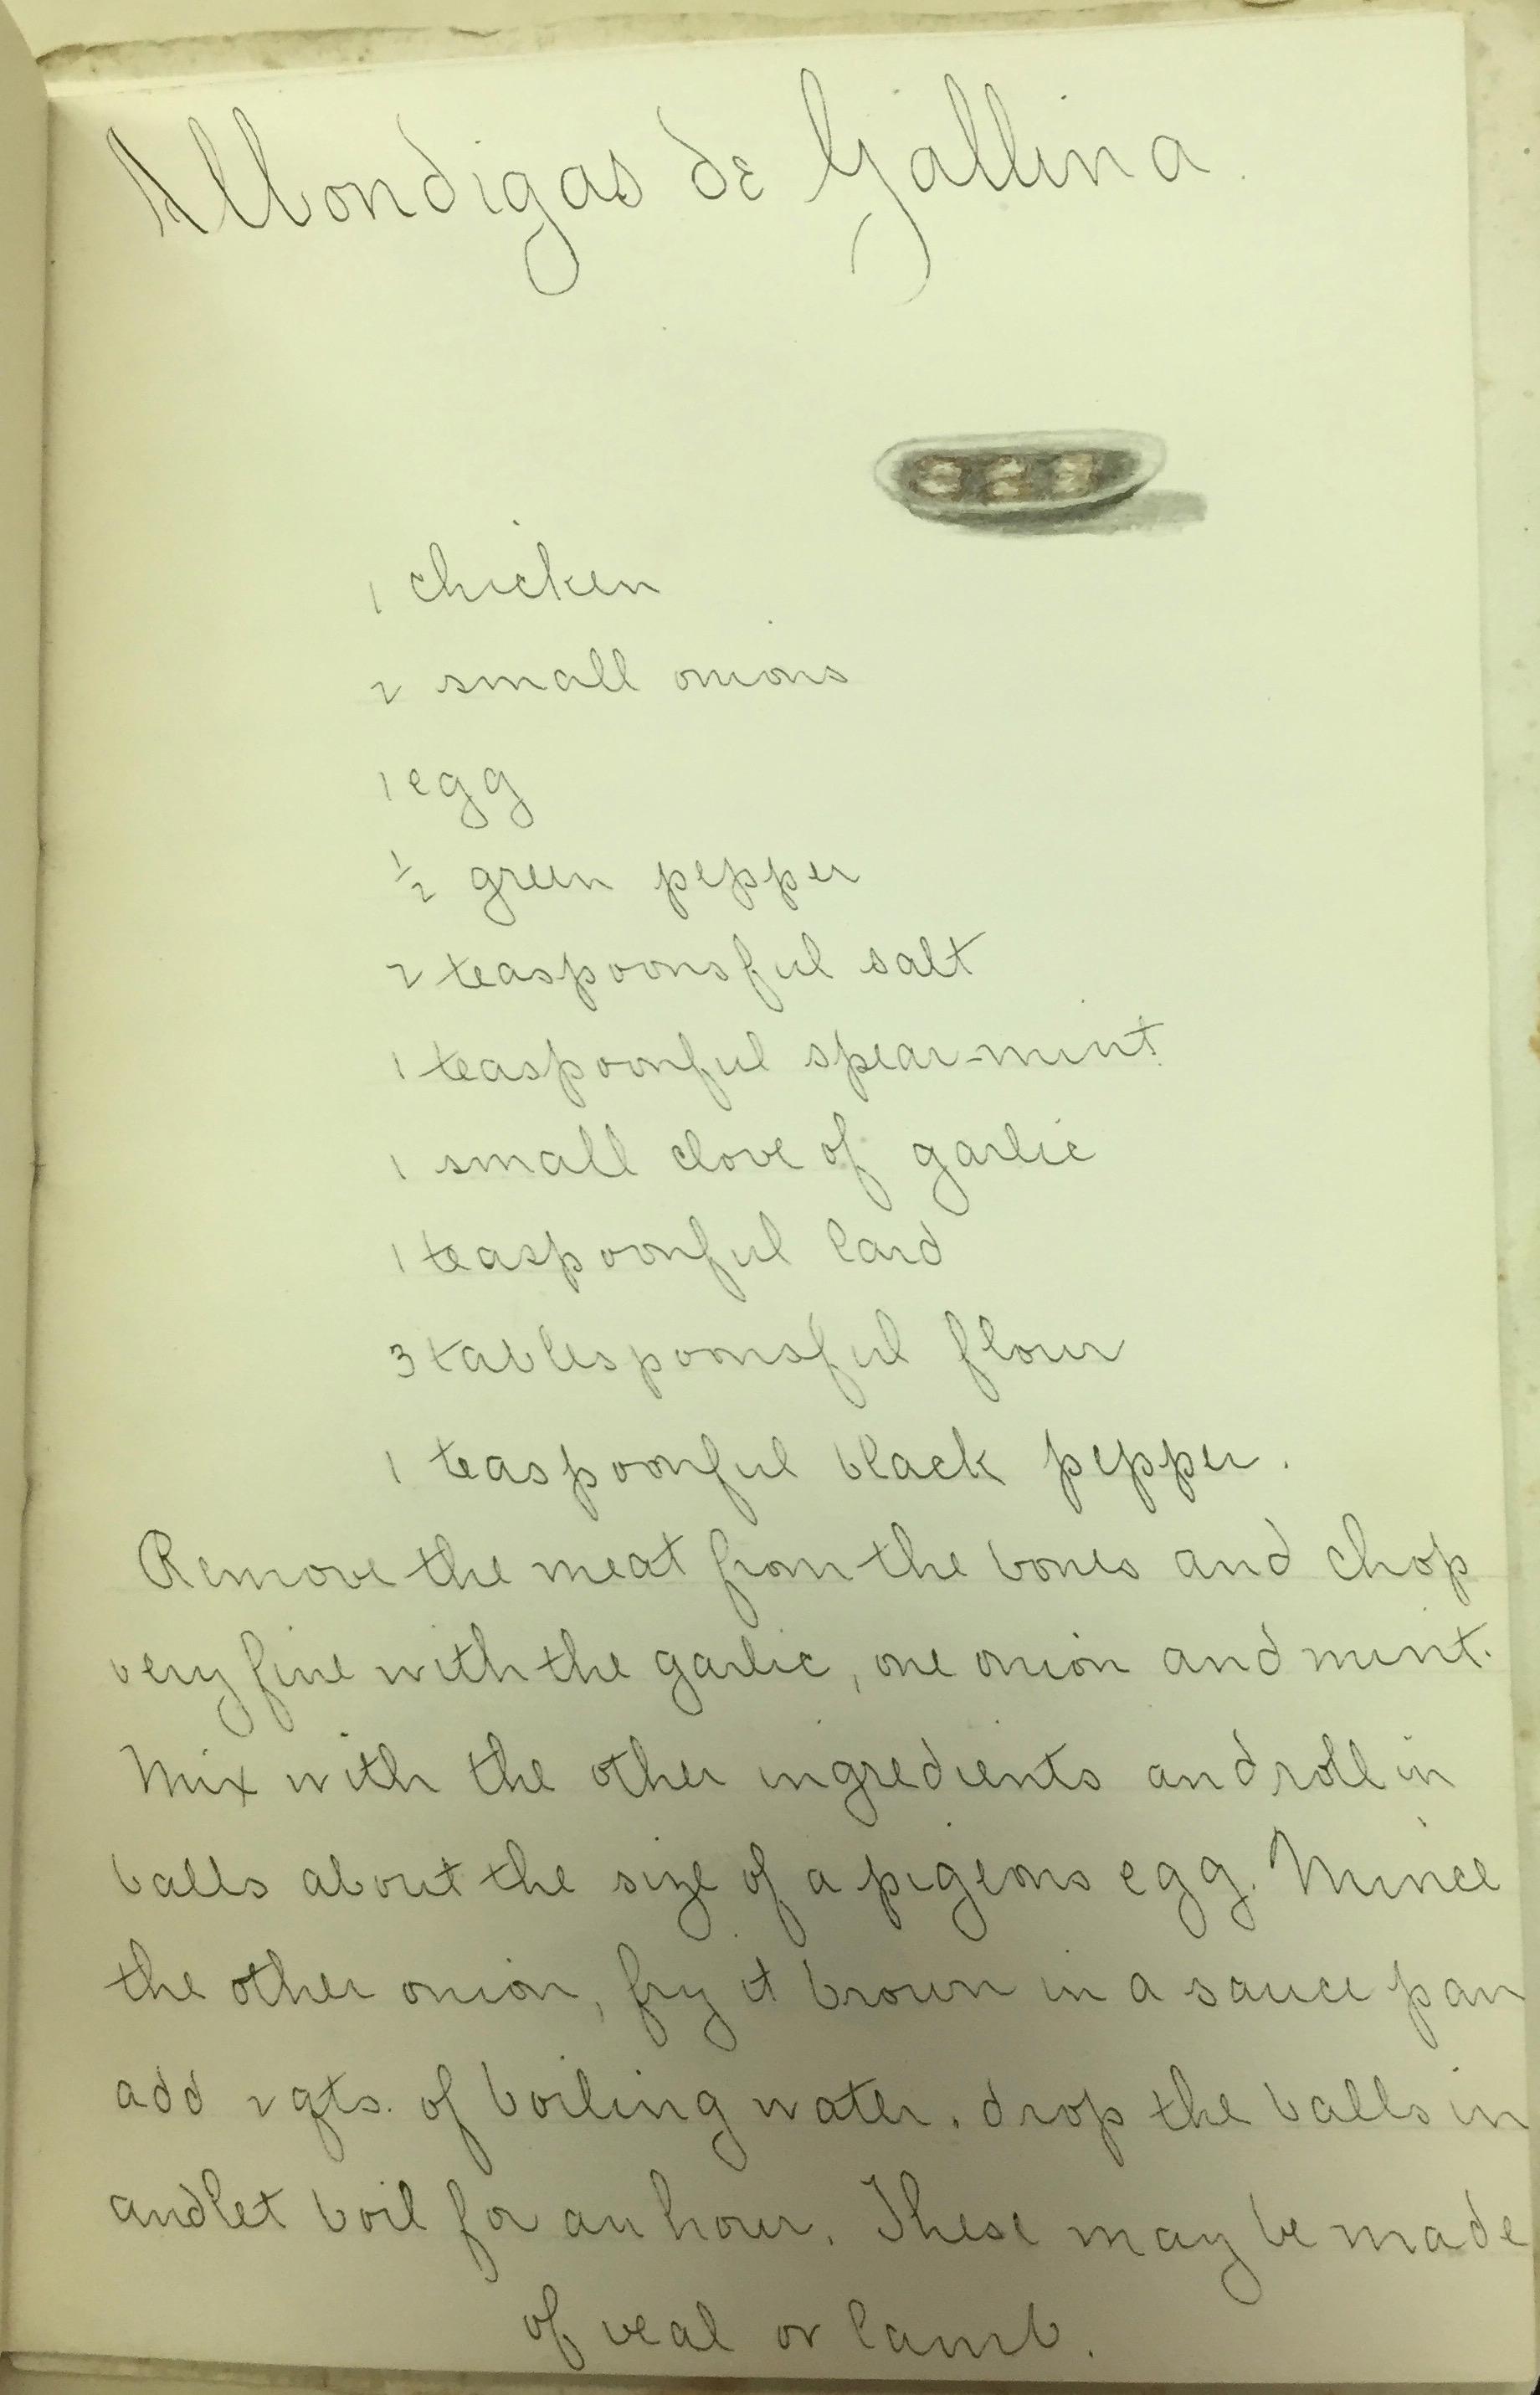 Albondigas de Gallina.
1 chicken
2 small onions
1 egg
½ green pepper
2 teaspoonsful salt
1 teaspoonful spear-mint
1 small clove of garlic
1 teaspoonful lard
3 tablespoonsful flour
1 teaspoonful black pepper.
Remove the meat from the bones and chop
very fine with the garlic, one onion and mint.
Mix with the other ingredients and roll in
balls about the size of a pigeons egg. Mince
the other onion, fry it brown in a sauce pan
add 2 qts. of boiling water. drop the balls in
and let boil for an hour. These may be made
of veal or lamb.